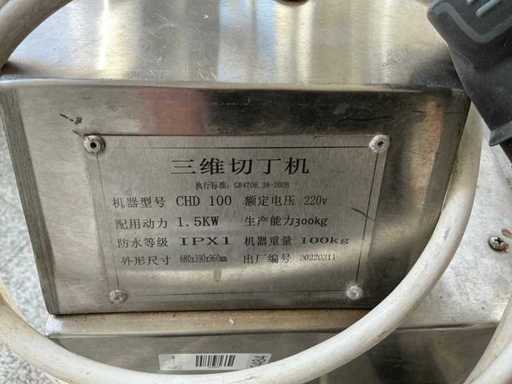 三维切丁机
执行标准: GB4706.38-2008
机器型号 CHD 100 额定电压 220v
配用动力 1.5KW 生产能力300kg
防水等级 IPX1 机器重量 100kg
外形尺寸 680x390x960mm 出厂编号 20220211